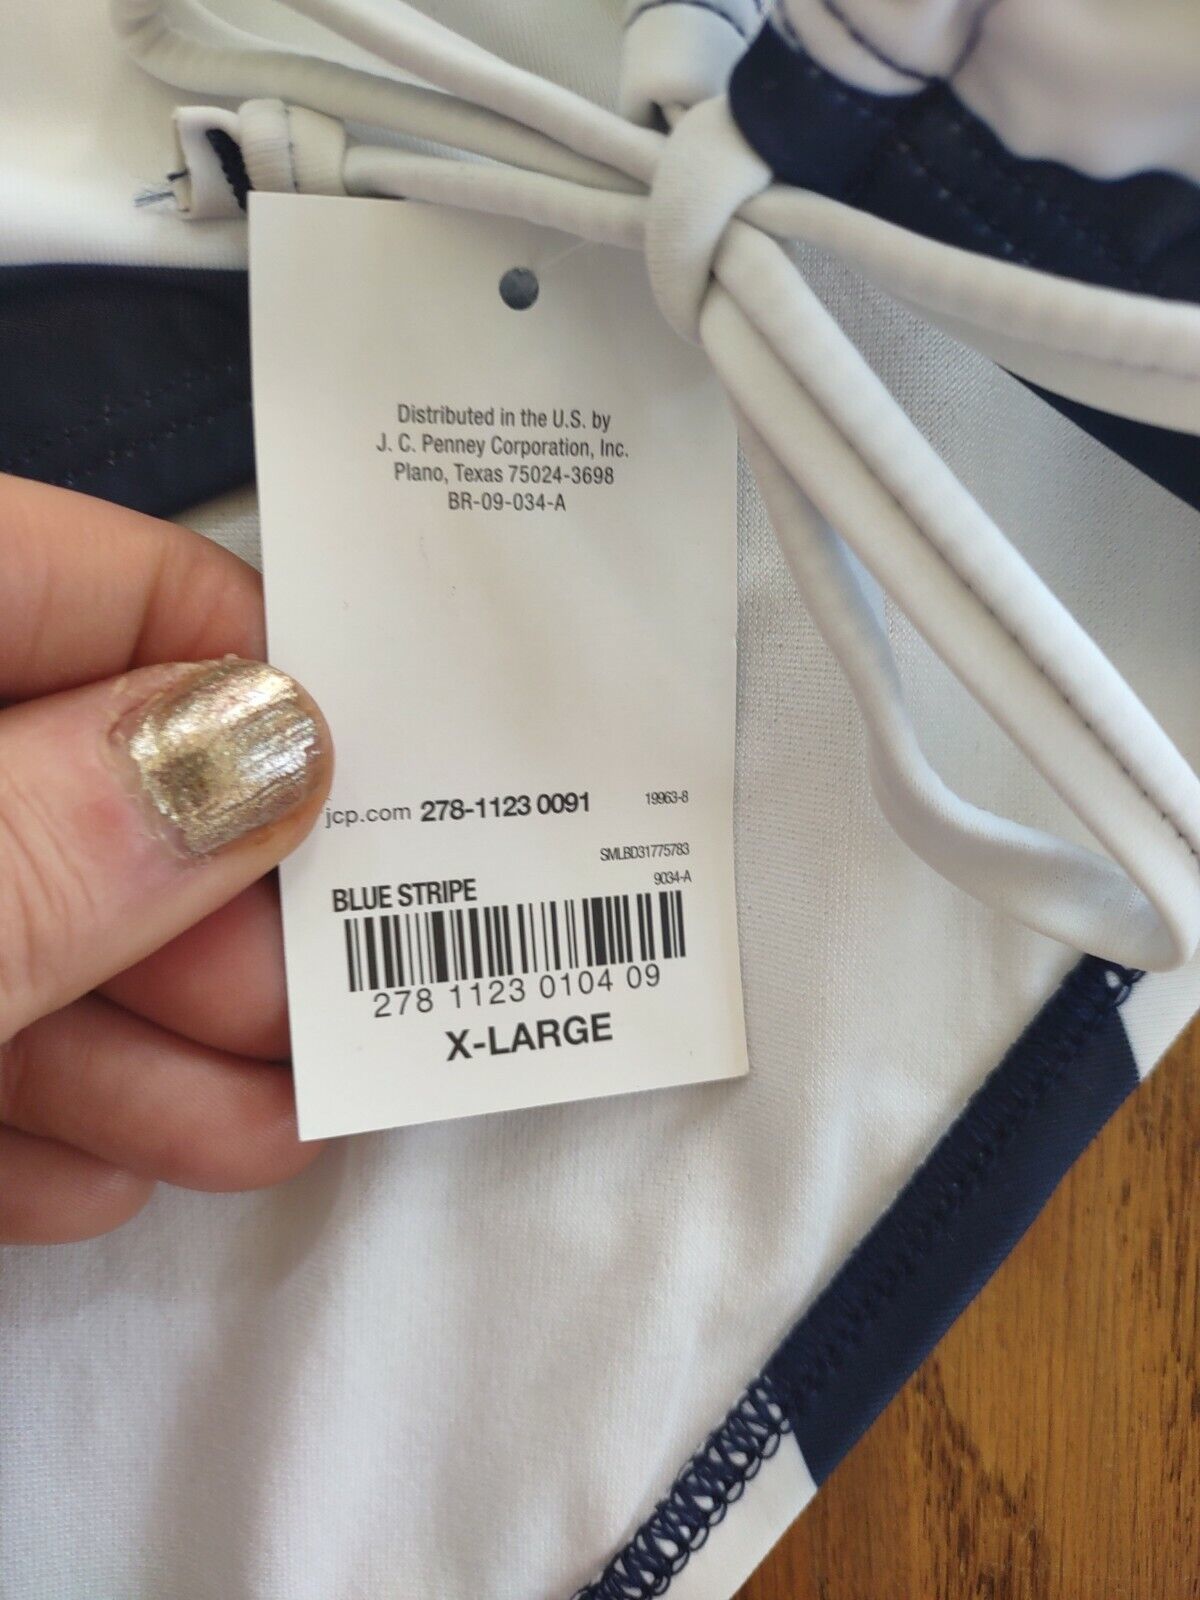 Distributed in the U.S. by
J. C. Penney Corporation, Inc.
Plano, Texas 75024-3698
BR-09-034-A
jcp.com 278-1123 0091 19963-8
SMLBD31775783
BLUE STRIPE 9034-A
278 1123 0104 09
X-LARGE